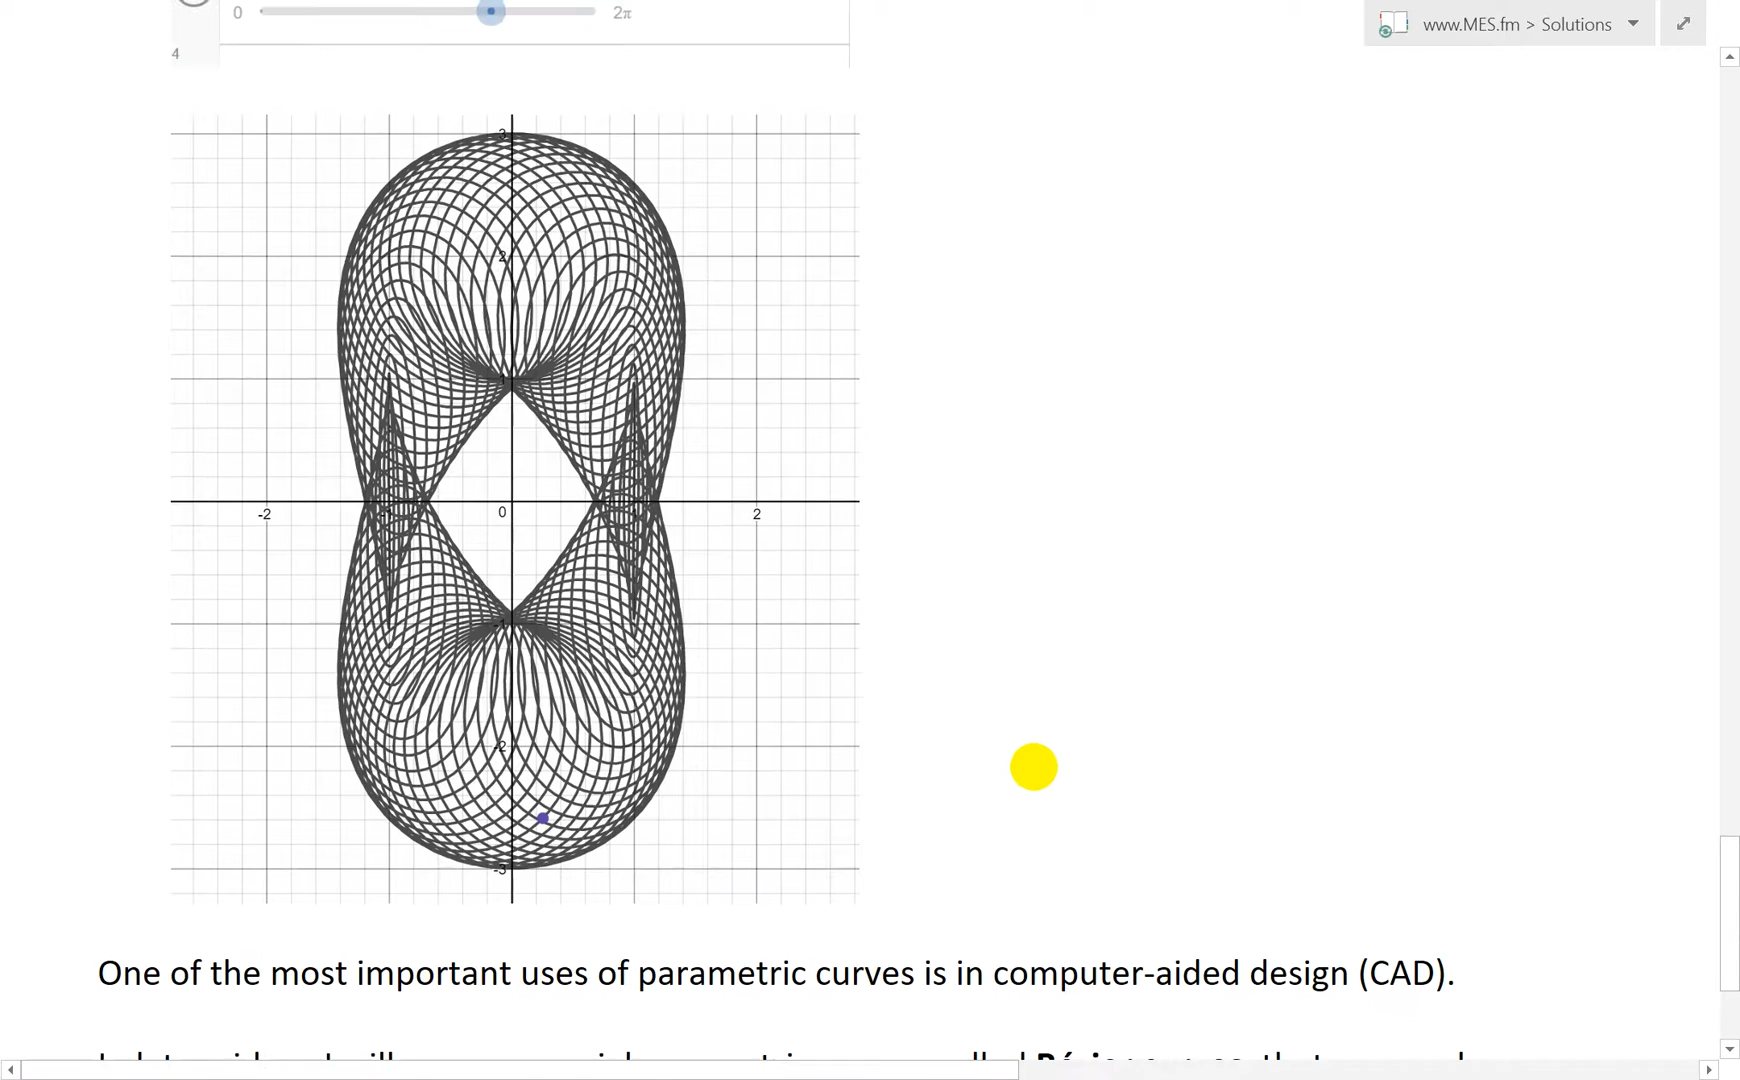 0 2π
www.MES.fm > Solutions
4
3
2
1
-2 0 2
-1
-2
-3
One of the most important uses of parametric curves is in computer-aided design (CAD).